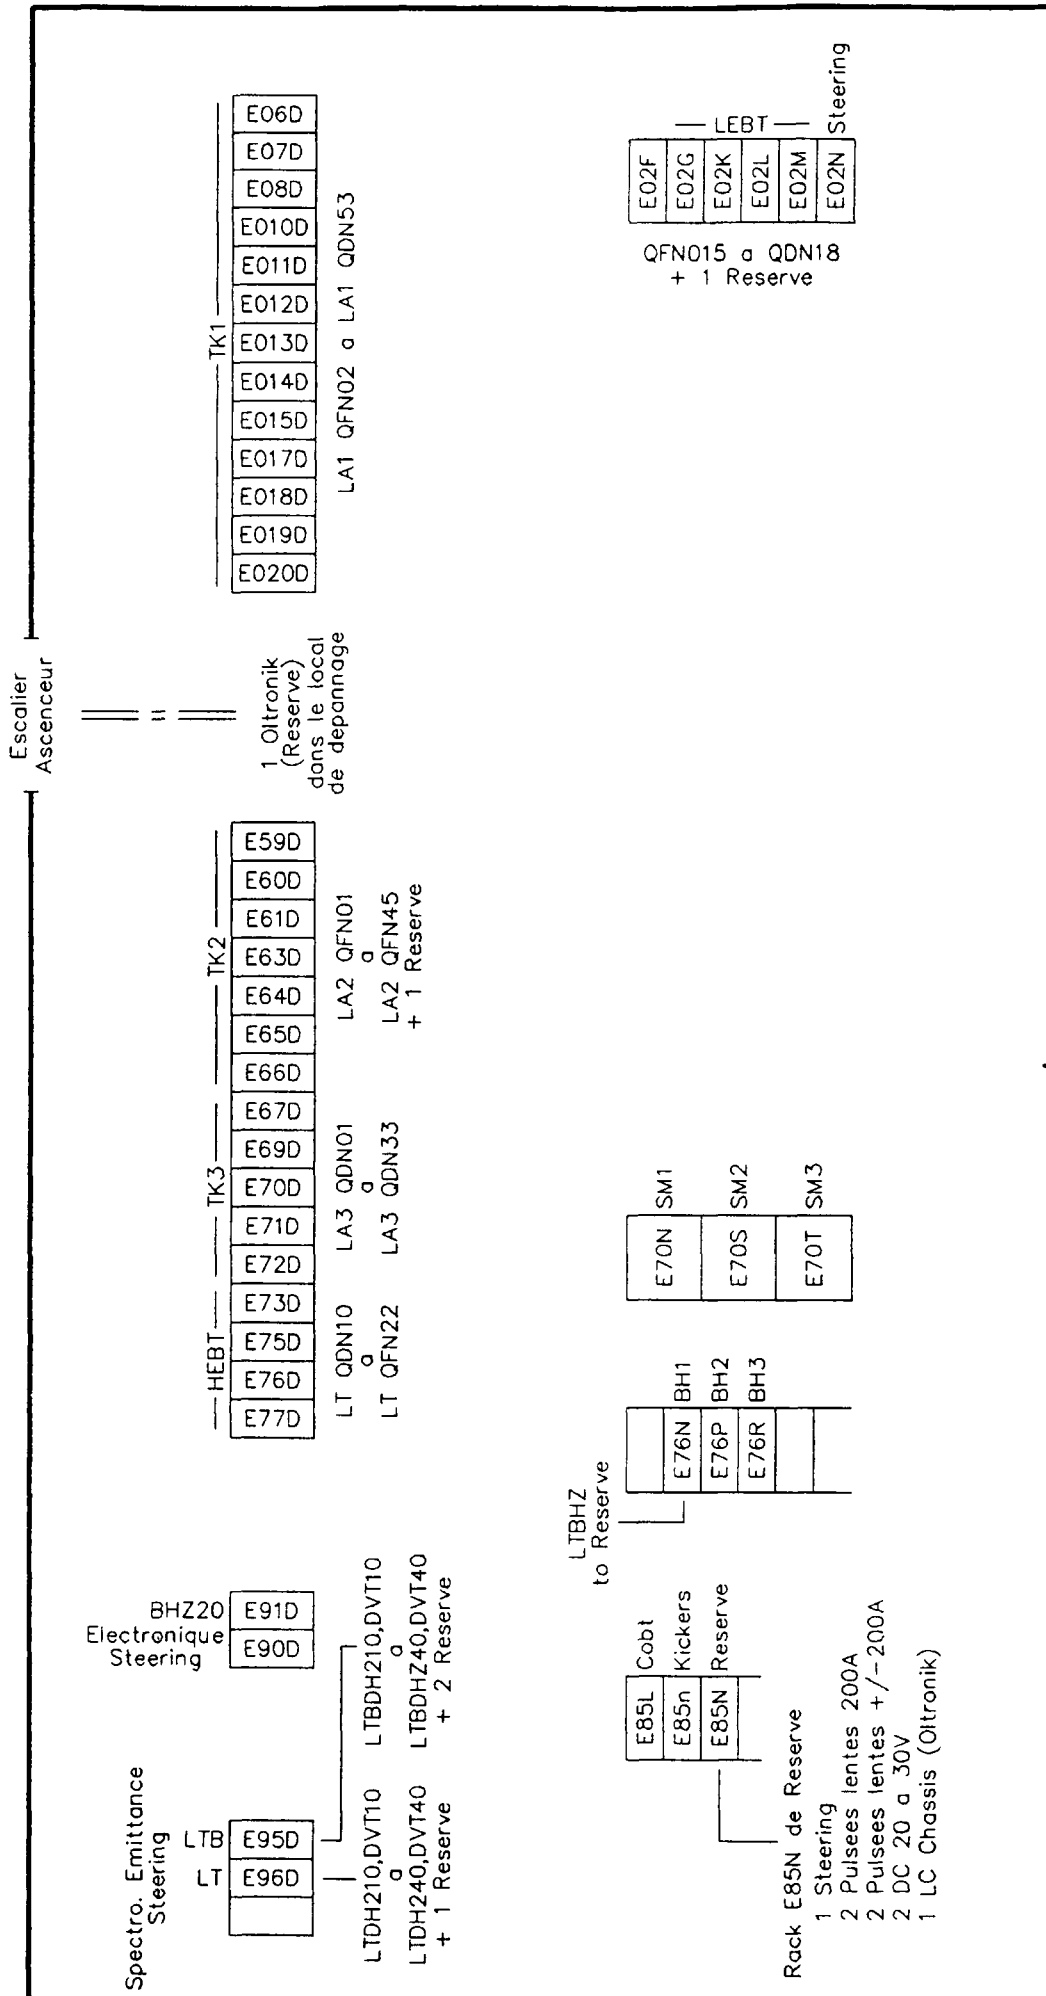 Escalier
Ascenceur
TK1
E06D
E07D
E08D
E010D
E011D
E012D
E013D
E014D
E015D
E017D
E018D
E019D
E020D
LA1 QFN02 a LA1 QDN53
1 Oltronik
(Reserve)
dans le local
de depannage
TK2
TK3
HEBT
E59D
E60D
E61D
E63D
E64D
E65D
E66D
E67D
E69D
E70D
E71D
E72D
E73D
E75D
E76D
E77D
LA2 QFN01
a
LA2 QFN45
+ 1 Reserve
LA3 QDN01
a
LA3 QDN33
LT QDN10
a
LT QFN22
BHZ20
Electronique
Steering
E91D
E90D
LTBDH210,DVT10
a
LTBDHZ40,DVT40
+ 2 Reserve
Spectro. Emittance
Steering
LTB
LT
E95D
E96D
LTDH210,DVT10
a
LTDH240,DVT40
+ 1 Reserve
E02F
E02G
E02K
E02L
E02M
E02N
LEBT
Steering
QFN015 a QDN18
+ 1 Reserve
E70N SM1
E70S SM2
E70T SM3
LTBHZ
to Reserve
E76N BH1
E76P BH2
E76R BH3
E85L Cobt
E85n Kickers
E85N Reserve
Rack E85N de Reserve
1 Steering
2 Pulsees lentes 200A
2 Pulsees lentes +/-200A
2 DC 20 a 30V
1 LC Chassis (Oltronik)